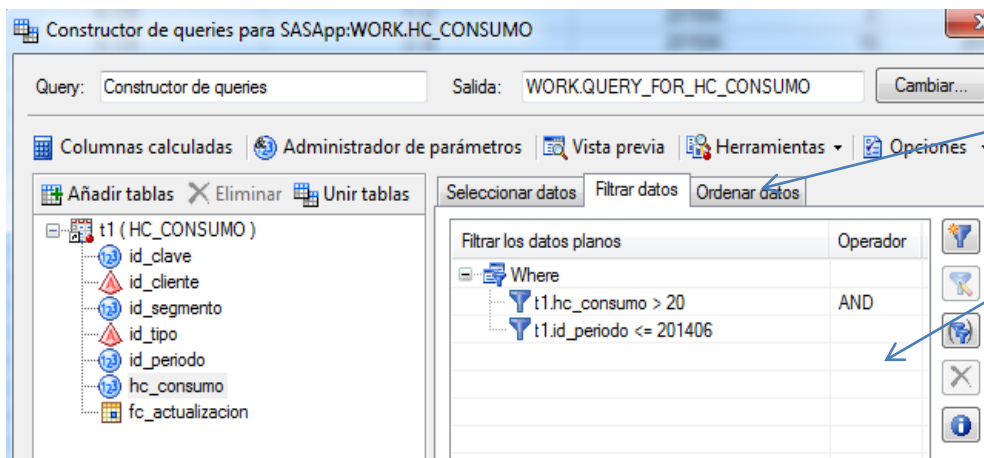 Constructor de queries para SASApp:WORK.HC_CONSUMO
Query: Constructor de queries Salida: WORK.QUERY_FOR_HC_CONSUMO Cambiar...
Columnas calculadas Administrador de parámetros Vista previa Herramientas Opciones
Añadir tablas Eliminar Unir tablas
t1 ( HC_CONSUMO )
id_clave
id_cliente
id_segmento
id_tipo
id_periodo
hc_consumo
fc_actualizacion
Seleccionar datos Filtrar datos Ordenar datos
Filtrar los datos planos Operador
Where
t1.hc_consumo > 20 AND
t1.id_periodo <= 201406